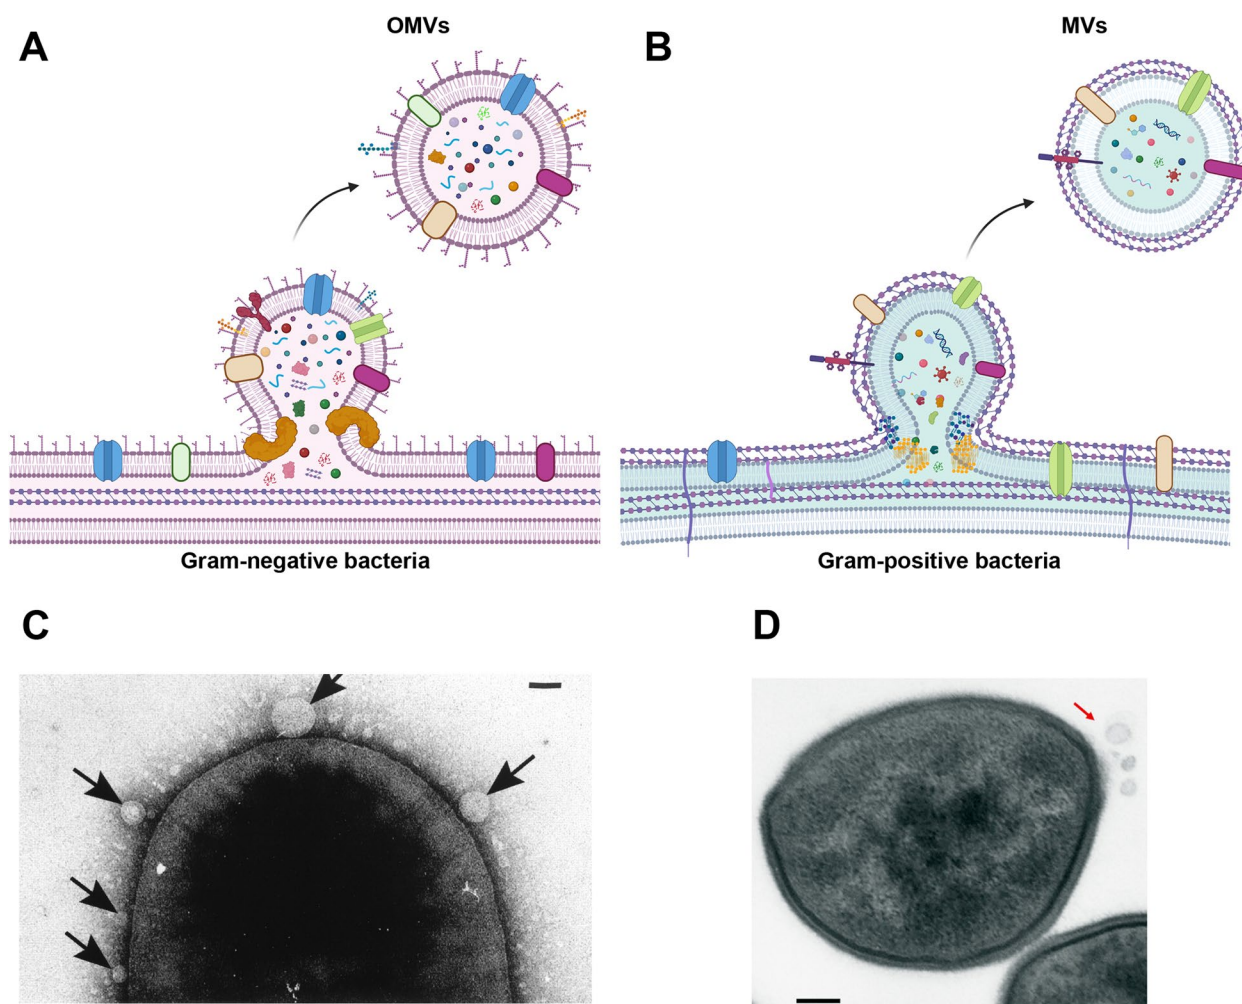 A
OMVs
B
MVs
Gram-negative bacteria
Gram-positive bacteria
C
D